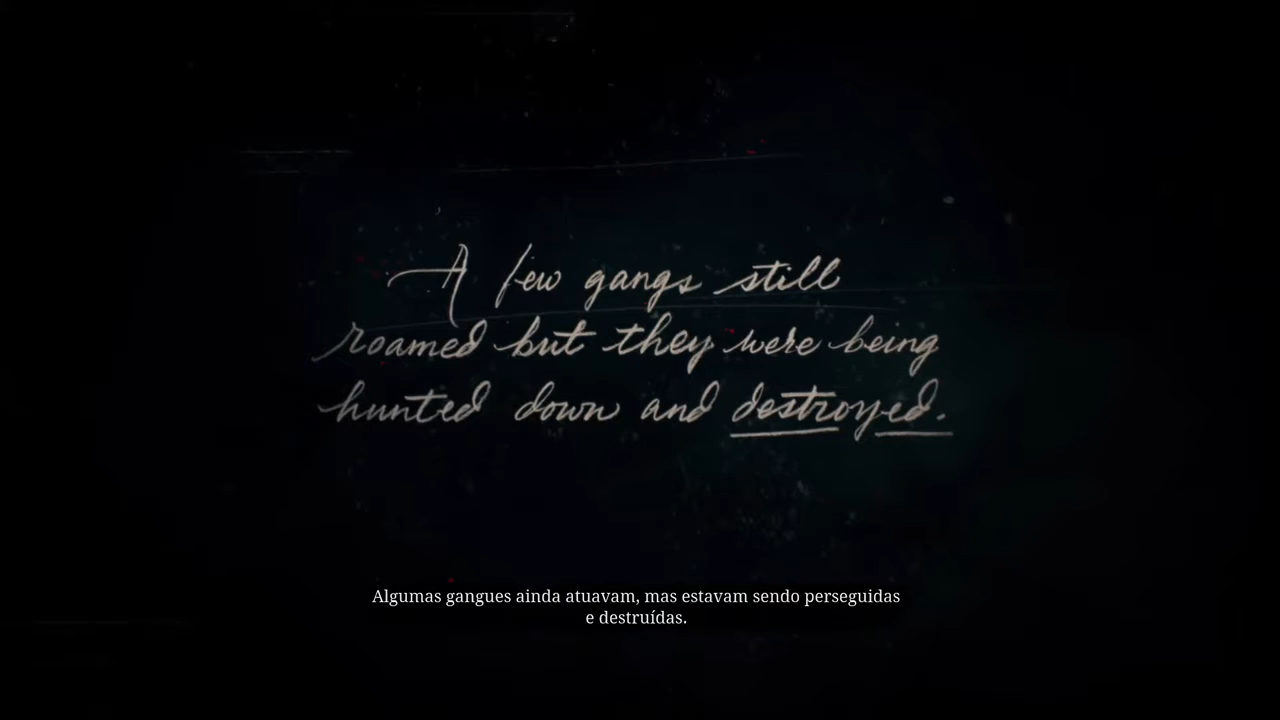 A few gangs still
roamed but they were being
hunted down and destroyed.
Algumas gangues ainda atuavam, mas estavam sendo perseguidas
e destruídas.